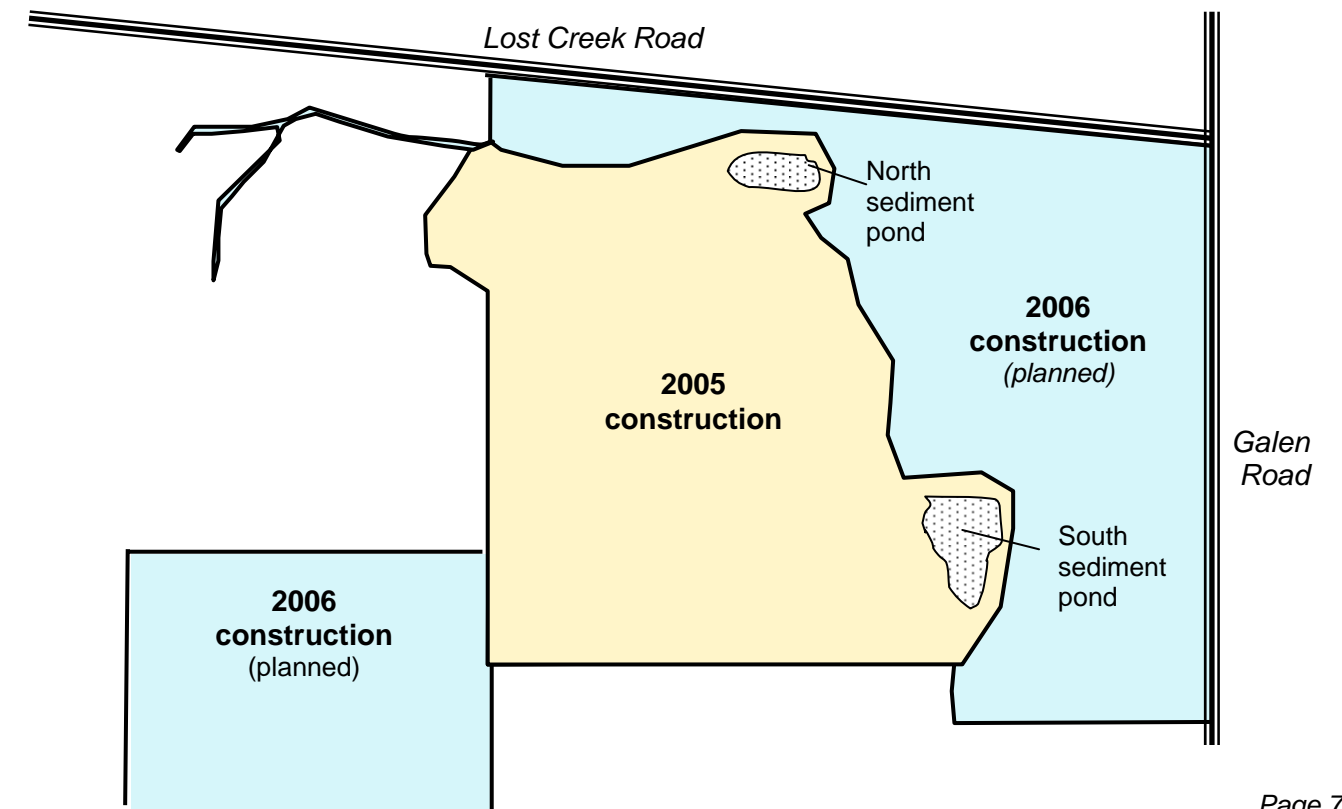 Lost Creek Road
North
sediment
pond
2006
construction
(planned)
2005
construction
Galen
Road
South
sediment
pond
2006
construction
(planned)
Page 7